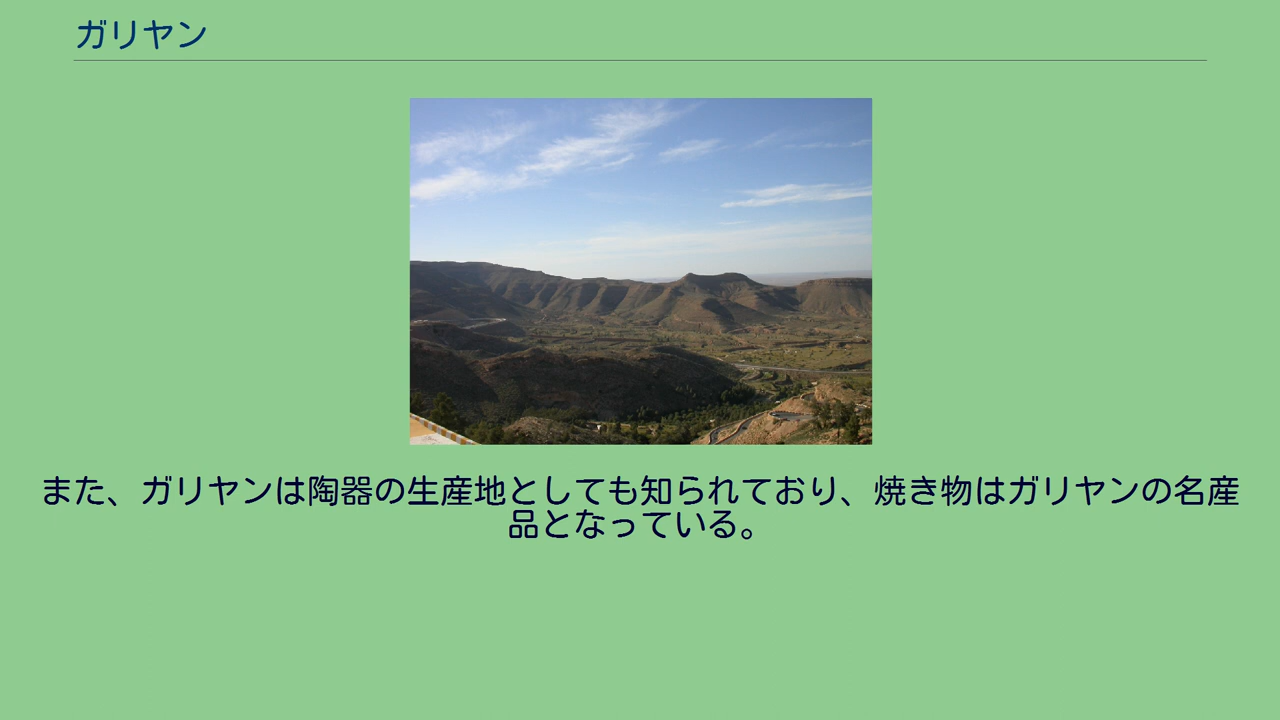 ガリヤン
また、ガリヤンは陶器の生産地としても知られており、焼き物はガリヤンの名産
品となっている。